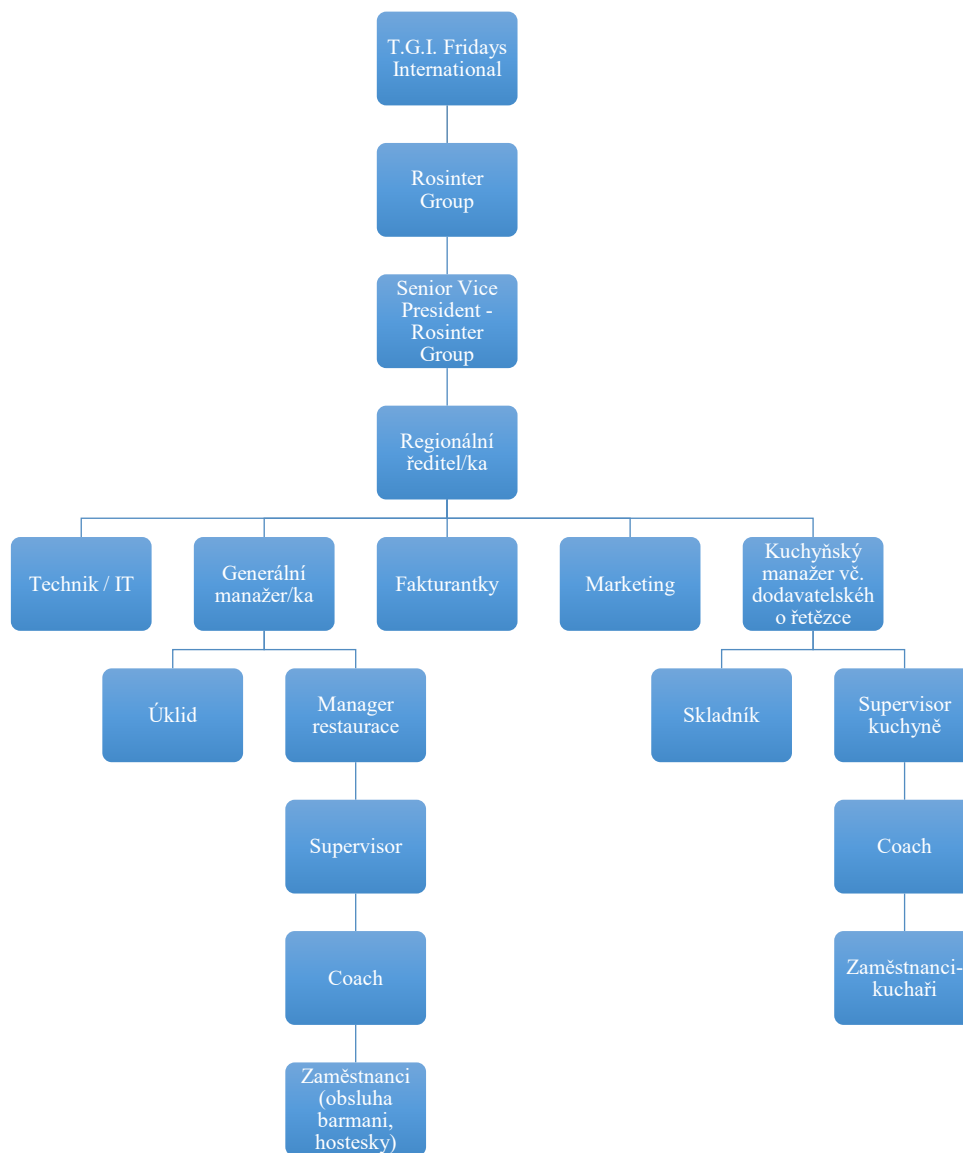 T.G.I. Fridays
International
Rosinter
Group
Senior Vice
President -
Rosinter
Group
Regionální
ředitel/ka
Technik / IT
Generální
manažer/ka
Fakturantky
Marketing
Kuchyňský
manažer vč.
dodavatelskéh
o řetězce
Úklid
Manager
restaurace
Skladník
Supervisor
kuchyně
Supervisor
Coach
Coach
Zaměstnanci-
kuchaři
Zaměstnanci
(obsluha
barmani,
hostesky)